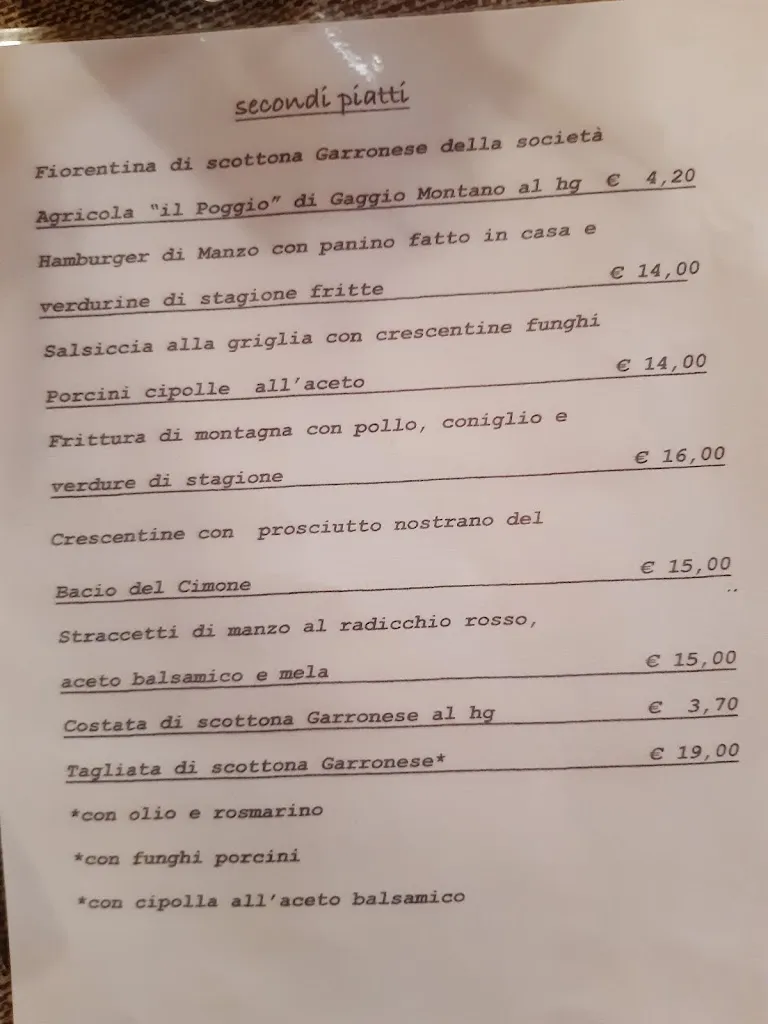 secondi piatti
Fiorentina di scottona Garronese della società
Agricola "il Poggio" di Gaggio Montano al hg € 4,20
Hamburger di Manzo con panino fatto in casa e
verdurine di stagione fritte € 14,00
Salsiccia alla griglia con crescentine funghi
Porcini cipolle all'aceto € 14,00
Frittura di montagna con pollo, coniglio e
verdure di stagione € 16,00
Crescentine con prosciutto nostrano del
Bacio del Cimone € 15,00
Straccetti di manzo al radicchio rosso,
aceto balsamico e mela € 15,00
Costata di scottona Garronese al hg € 3,70
Tagliata di scottona Garronese* € 19,00
*con olio e rosmarino
*con funghi porcini
*con cipolla all'aceto balsamico